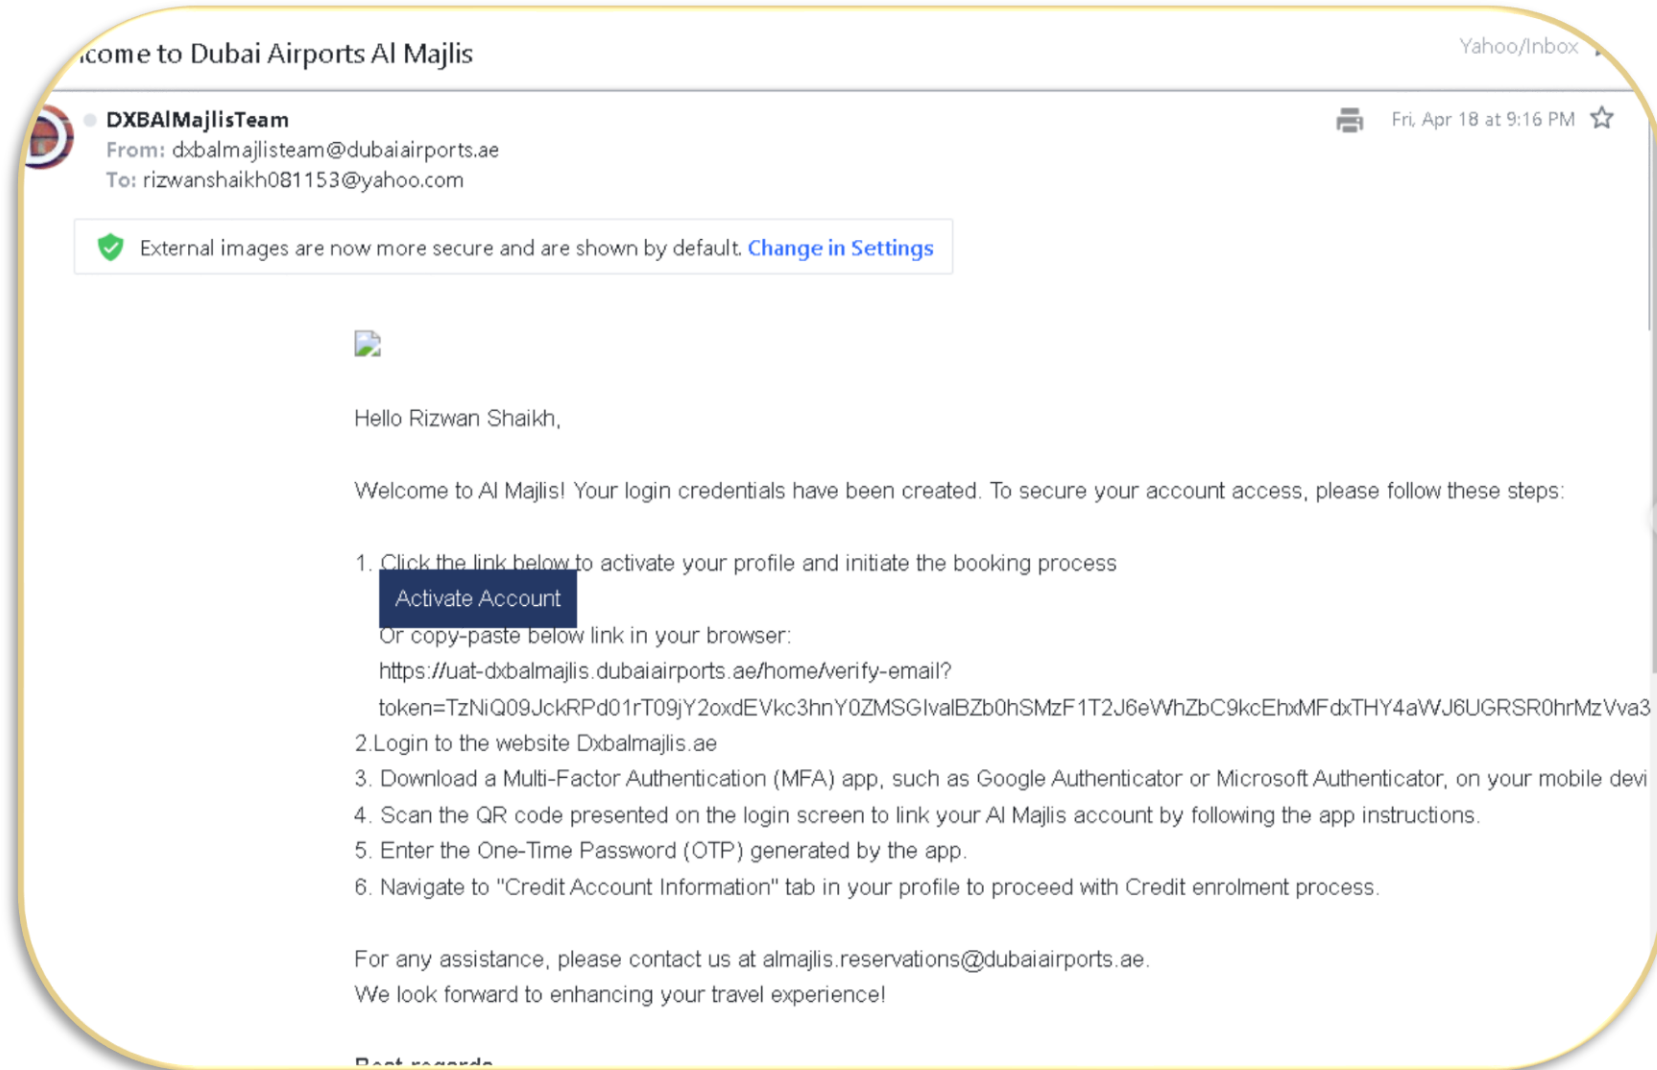 come to Dubai Airports Al Majlis
Yahoo/Inbox
DXBAlMajlisTeam
Fri, Apr 18 at 9:16 PM
From: dxbalmajlisteam@dubaiairports.ae
To: rizwanshaikh081153@yahoo.com
External images are now more secure and are shown by default. Change in Settings
Hello Rizwan Shaikh,
Welcome to Al Majlis! Your login credentials have been created. To secure your account access, please follow these steps:
1. Click the link below to activate your profile and initiate the booking process
Activate Account
Or copy-paste below link in your browser:
https://uat-dxbalmajlis.dubaiairports.ae/home/verify-email?
token=TzNiQ09JckRPd01rT09jY2oxdEVkc3hnY0ZMSGlvalBZb0hSMzF1T2J6eWhZbC9kcEhxMFdxTHY4aWJ6UGRSR0hrMzVva3
2.Login to the website Dxbalmajlis.ae
3. Download a Multi-Factor Authentication (MFA) app, such as Google Authenticator or Microsoft Authenticator, on your mobile devi
4. Scan the QR code presented on the login screen to link your Al Majlis account by following the app instructions.
5. Enter the One-Time Password (OTP) generated by the app.
6. Navigate to "Credit Account Information" tab in your profile to proceed with Credit enrolment process.
For any assistance, please contact us at almajlis.reservations@dubaiairports.ae.
We look forward to enhancing your travel experience!
Best regards